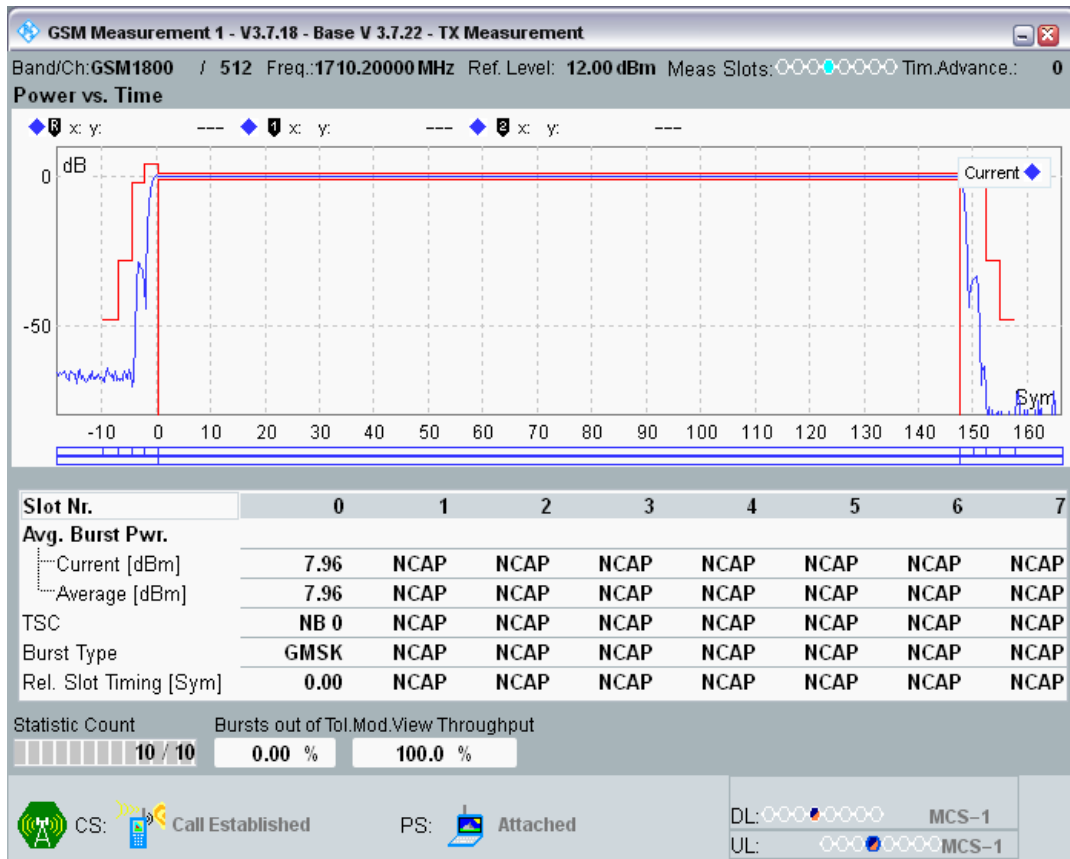 GSM Measurement 1 - V3.7.18 - Base V 3.7.22 - TX Measurement
Band/Ch:GSM1800 / 512 Freq.:1710.20000 MHz Ref. Level: 12.00 dBm Meas Slots: Tim.Advance.: 0
Power vs. Time
R x: y: --- 1 x: y: --- 2 x: y: ---
dB
Current
0
-50
Sym
-10 0 10 20 30 40 50 60 70 80 90 100 110 120 130 140 150 160
Slot Nr. 0 1 2 3 4 5 6 7
Avg. Burst Pwr.
Current [dBm] 7.96 NCAP NCAP NCAP NCAP NCAP NCAP NCAP
Average [dBm] 7.96 NCAP NCAP NCAP NCAP NCAP NCAP NCAP
TSC NB 0 NCAP NCAP NCAP NCAP NCAP NCAP NCAP
Burst Type GMSK NCAP NCAP NCAP NCAP NCAP NCAP NCAP
Rel. Slot Timing [Sym] 0.00 NCAP NCAP NCAP NCAP NCAP NCAP NCAP
Statistic Count Bursts out of Tol.Mod.View Throughput
10 / 10 0.00 % 100.0 %
CS: Call Established PS: Attached
DL: MCS-1
UL: MCS-1